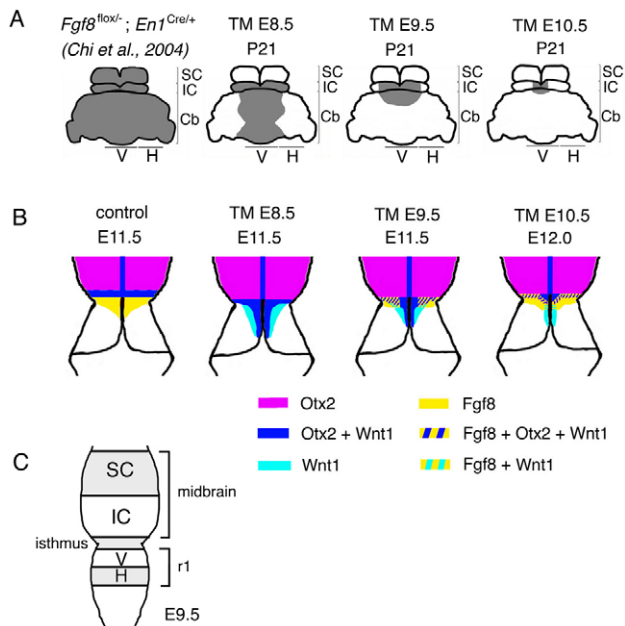 A
Fgf8flox/- ; En1Cre/+
(Chi et al., 2004)
TM E8.5
P21
TM E9.5
P21
TM E10.5
P21
SC
IC
Cb
V H
SC
IC
Cb
V H
SC
IC
Cb
V H
SC
IC
Cb
V H
B
control
E11.5
TM E8.5
E11.5
TM E9.5
E11.5
TM E10.5
E12.0
Otx2
Otx2 + Wnt1
Wnt1
Fgf8
Fgf8 + Otx2 + Wnt1
Fgf8 + Wnt1
C
SC
IC
midbrain
isthmus
V
H
r1
E9.5